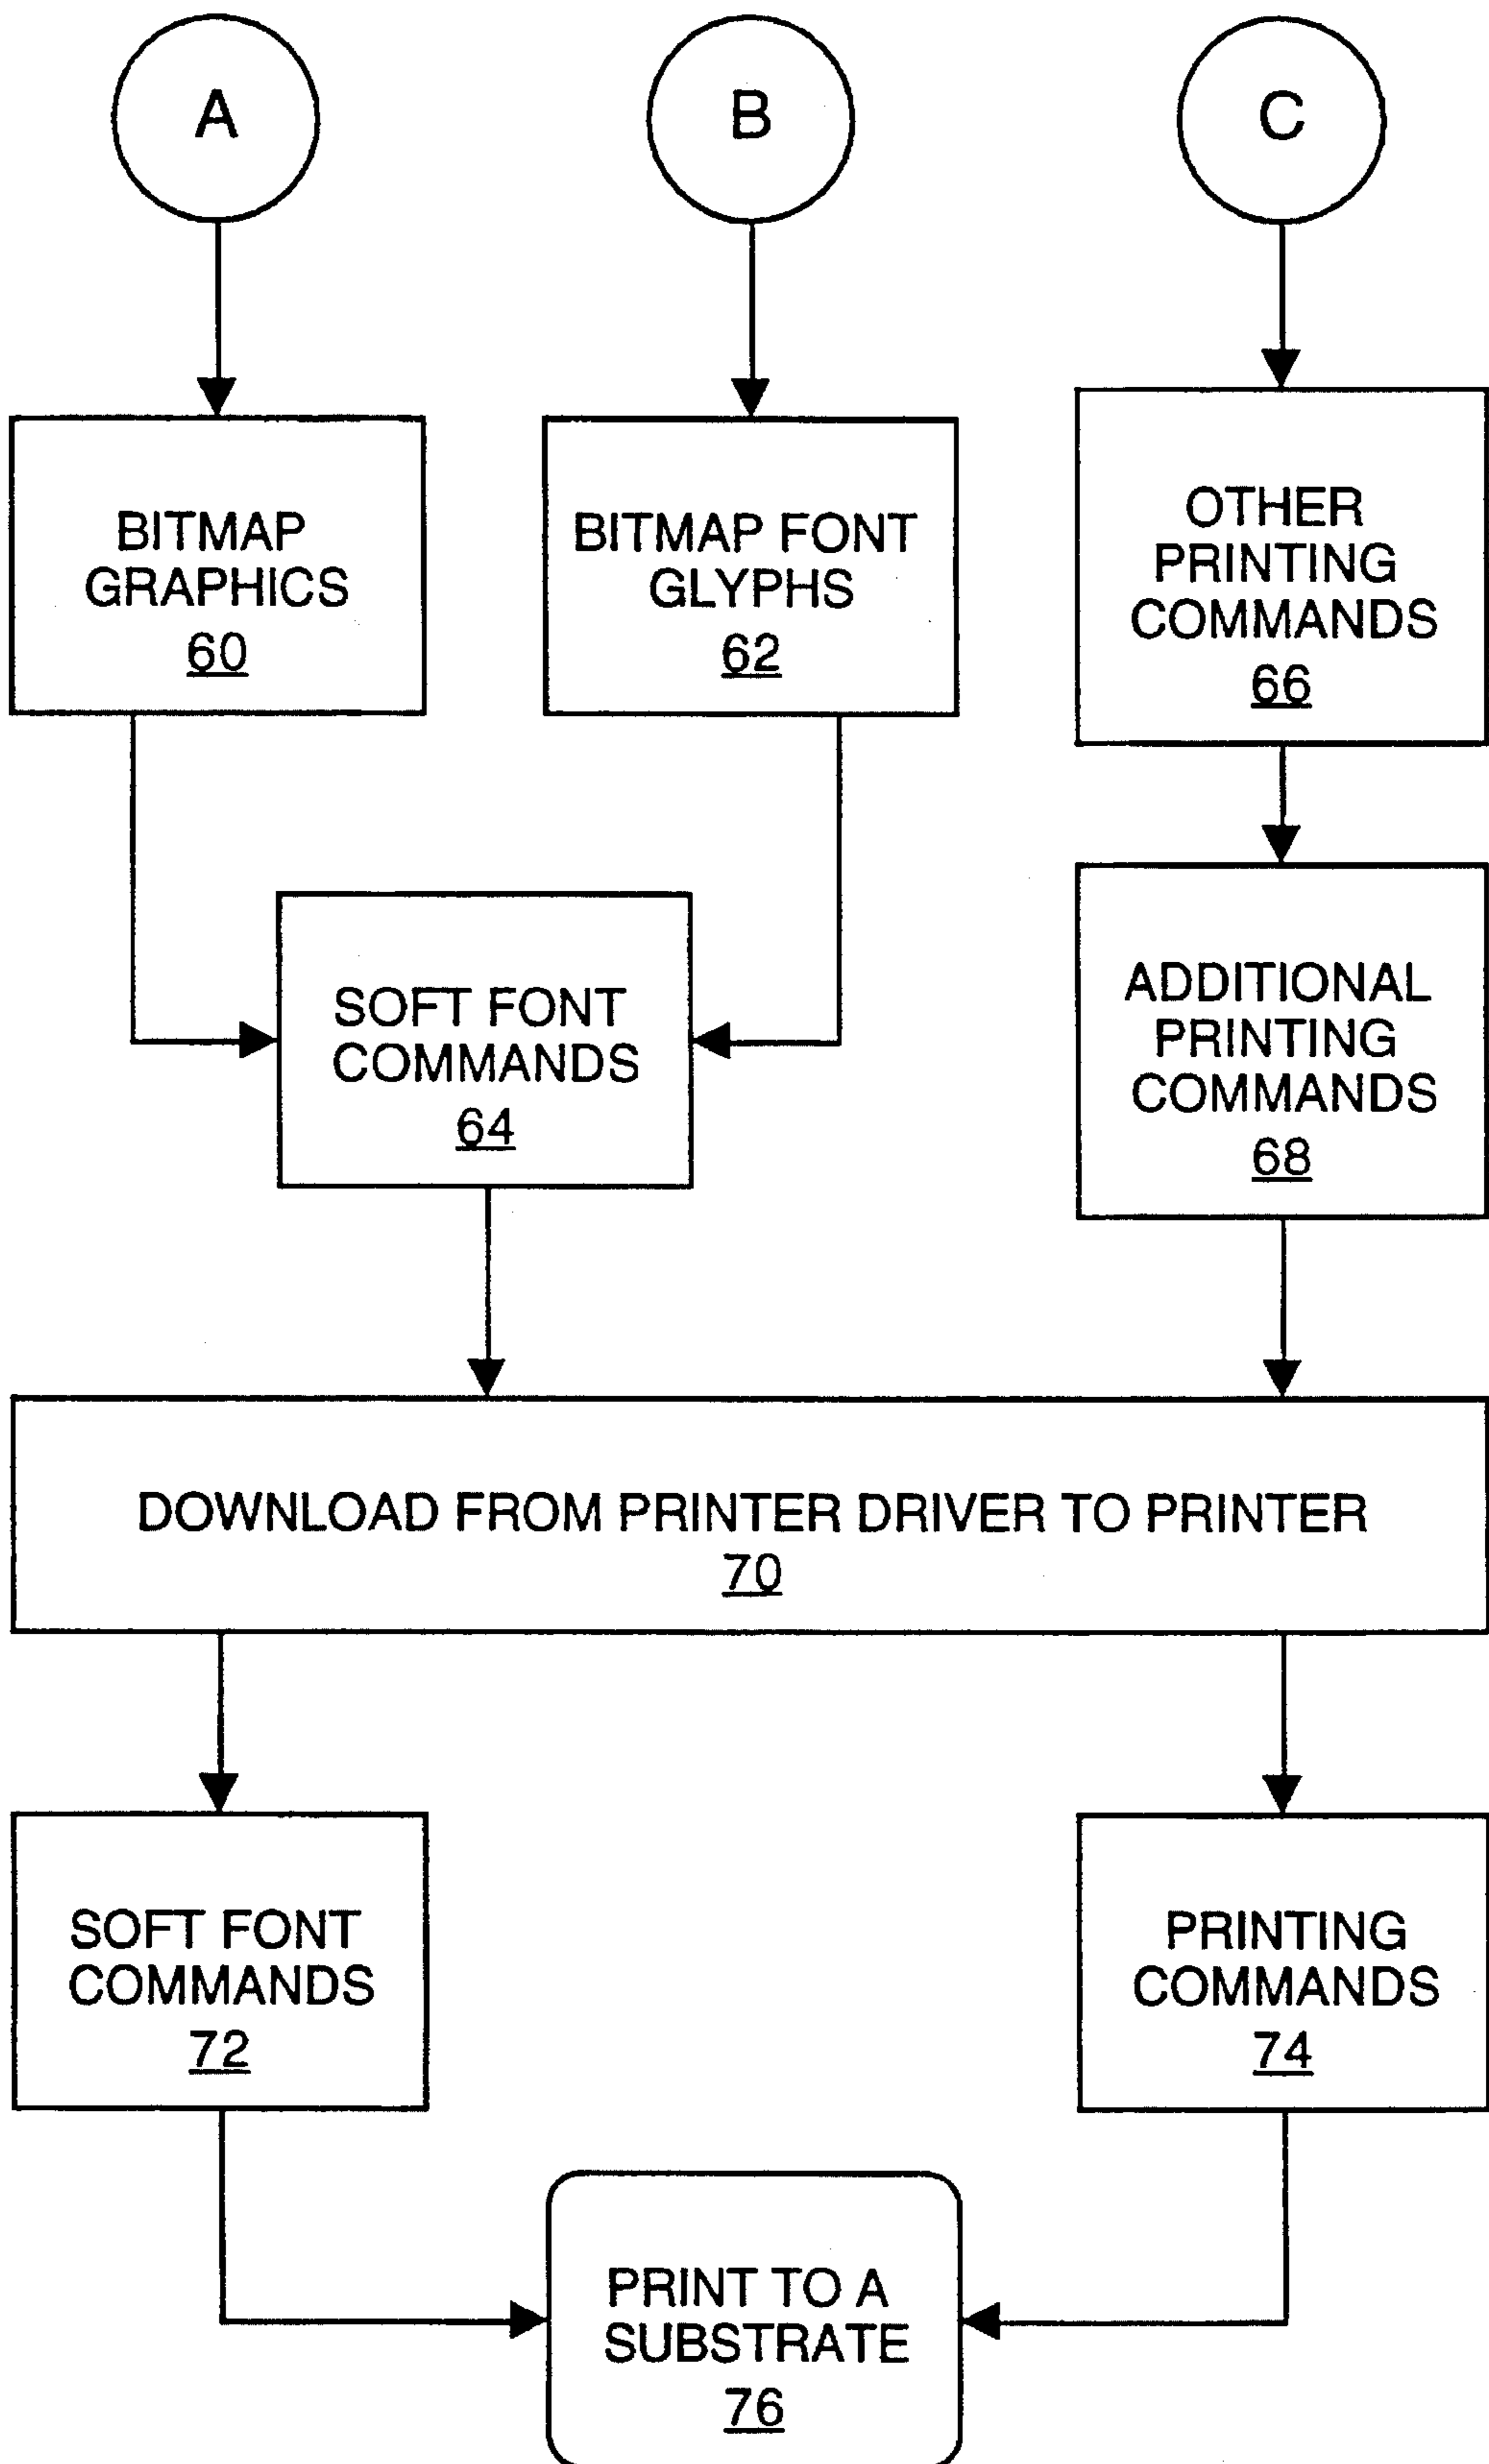 A
B
C
BITMAP
GRAPHICS
60
BITMAP FONT
GLYPHS
62
OTHER
PRINTING
COMMANDS
66
SOFT FONT
COMMANDS
64
ADDITIONAL
PRINTING
COMMANDS
68
DOWNLOAD FROM PRINTER DRIVER TO PRINTER
70
SOFT FONT
COMMANDS
72
PRINTING
COMMANDS
74
PRINT TO A
SUBSTRATE
76